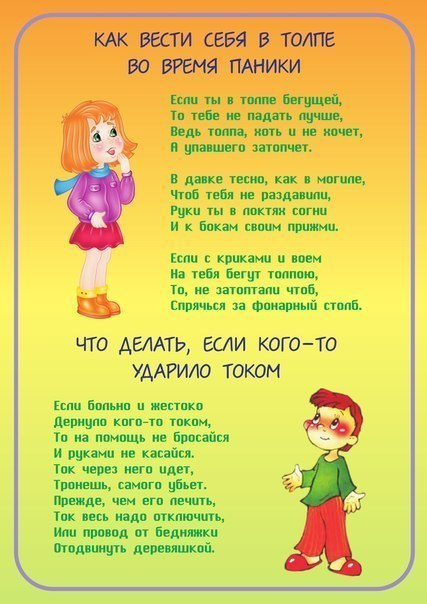 КАК ВЕСТИ СЕБЯ В ТОЛПЕ
ВО ВРЕМЯ ПАНИКИ
Если ты в толпе бегущей,
То тебе не падать лучше,
Ведь толпа, хоть и не хочет,
А упавшего затопчет.
В давке тесно, как в могиле,
Чтоб тебя не раздавили,
Руки ты в локтях согни
И к бокам своим прижми.
Если с криками и воем
На тебя бегут толпою,
То, не затоптали чтоб,
Спрячься за фонарный столб.
ЧТО ДЕЛАТЬ, ЕСЛИ КОГО-ТО
УДАРИЛО ТОКОМ
Если больно и жестоко
Дернуло кого-то током,
То на помощь не бросайся
И руками не касайся.
Ток через него идет,
Тронешь, самого убьет.
Прежде, чем его лечить,
Ток весь надо отключить,
Или провод от бедняжки
Отодвинуть деревяшкой.